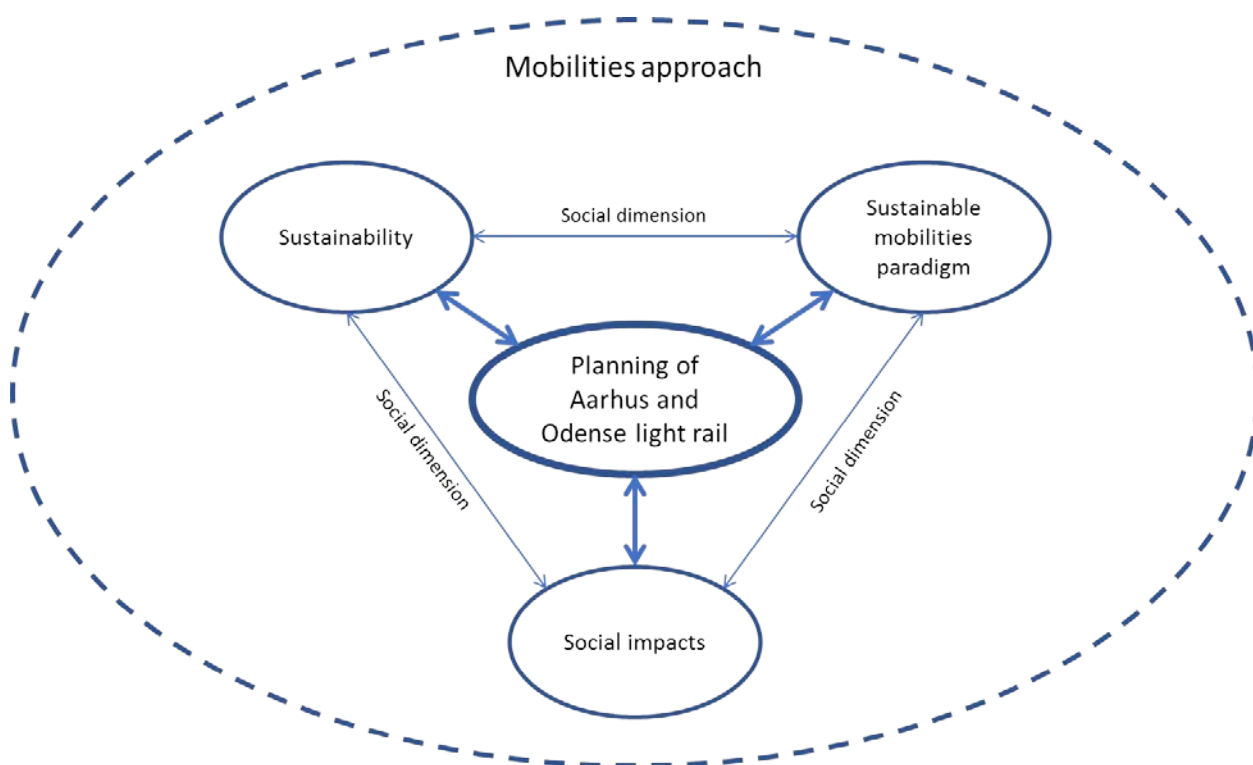 Mobilities approach
Social dimension
Sustainability
Sustainable
mobilities
paradigm
Planning of
Aarhus and
Odense light rail
Social dimension
Social dimension
Social impacts